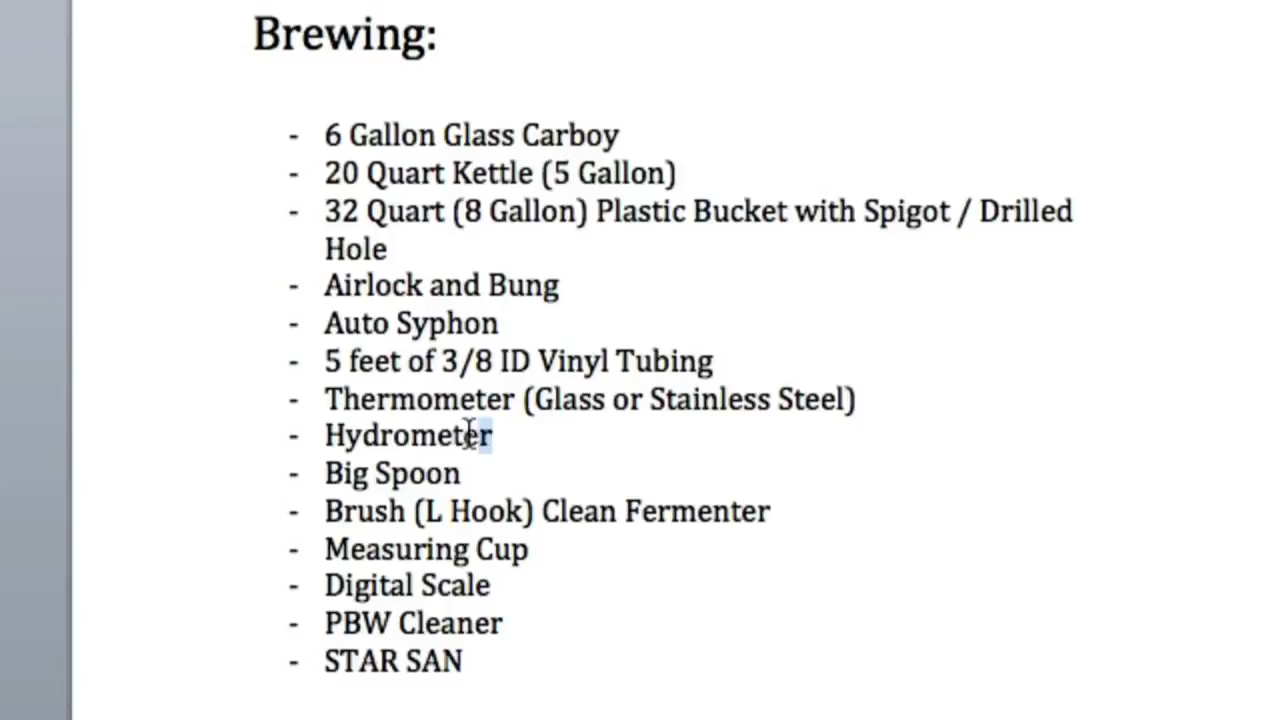 Brewing:
- 6 Gallon Glass Carboy
- 20 Quart Kettle (5 Gallon)
- 32 Quart (8 Gallon) Plastic Bucket with Spigot / Drilled
Hole
- Airlock and Bung
- Auto Syphon
- 5 feet of 3/8 ID Vinyl Tubing
- Thermometer (Glass or Stainless Steel)
- Hydrometer
- Big Spoon
- Brush (L Hook) Clean Fermenter
- Measuring Cup
- Digital Scale
- PBW Cleaner
- STAR SAN